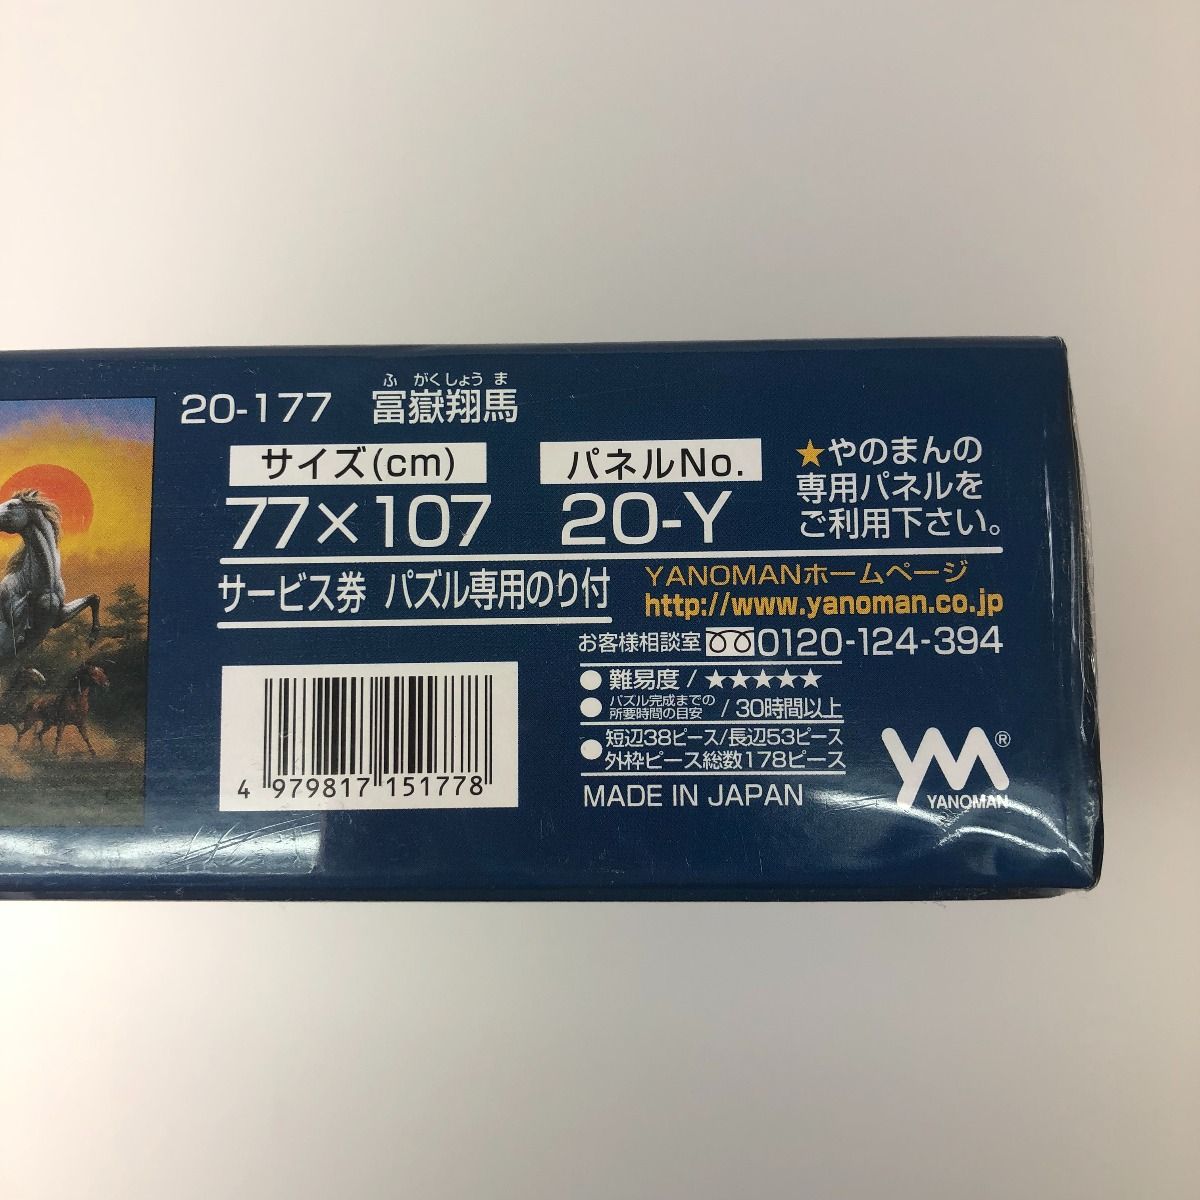 ふ がくしょう ま
20-177 冨嶽翔馬
サイズ(cm)
77×107
パネルNo.
20-Y
★やのまんの
専用パネルを
ご利用下さい。
サービス券 パズル専用のり付
YANOMANホームページ
http://www.yanoman.co.jp
お客様相談室 0120-124-394
●難易度/★★★★★
●パズル完成までの
所要時間の目安 /30時間以上
●短辺38ピース/長辺53ピース
外枠ピース総数178ピース
MADE IN JAPAN
YM®
YANOMAN
4 979817 151778